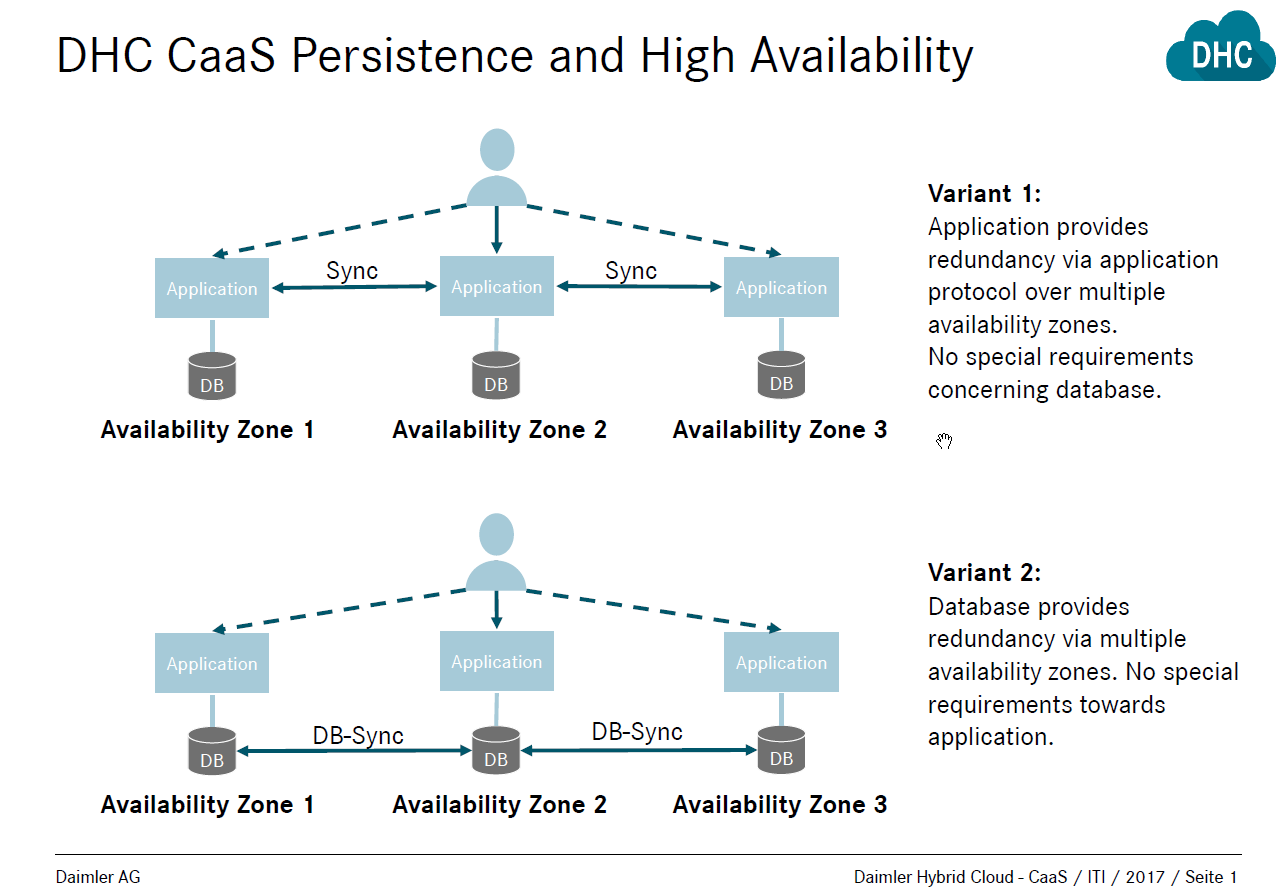 DHC CaaS Persistence and High Availability
DHC
Variant 1:
Application provides
redundancy via application
protocol over multiple
availability zones.
No special requirements
concerning database.
Sync
Sync
Application
Application
Application
DB
DB
DB
Availability Zone 1
Availability Zone 2
Availability Zone 3
Variant 2:
Database provides
redundancy via multiple
availability zones. No special
requirements towards
application.
Application
Application
Application
DB-Sync
DB-Sync
DB
DB
DB
Availability Zone 1
Availability Zone 2
Availability Zone 3
Daimler AG
Daimler Hybrid Cloud - CaaS / ITI / 2017 / Seite 1